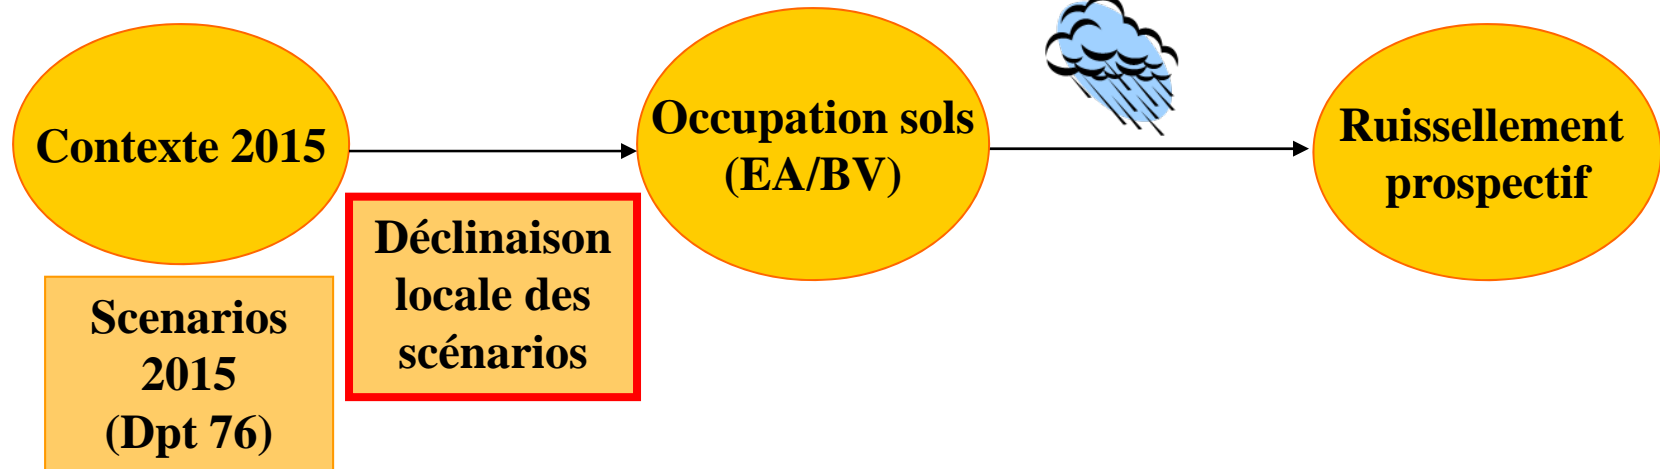 Contexte 2015
Scenarios
2015
(Dpt 76)
Déclinaison
locale des
scénarios
Occupation sols
(EA/BV)
Ruissellement
prospectif